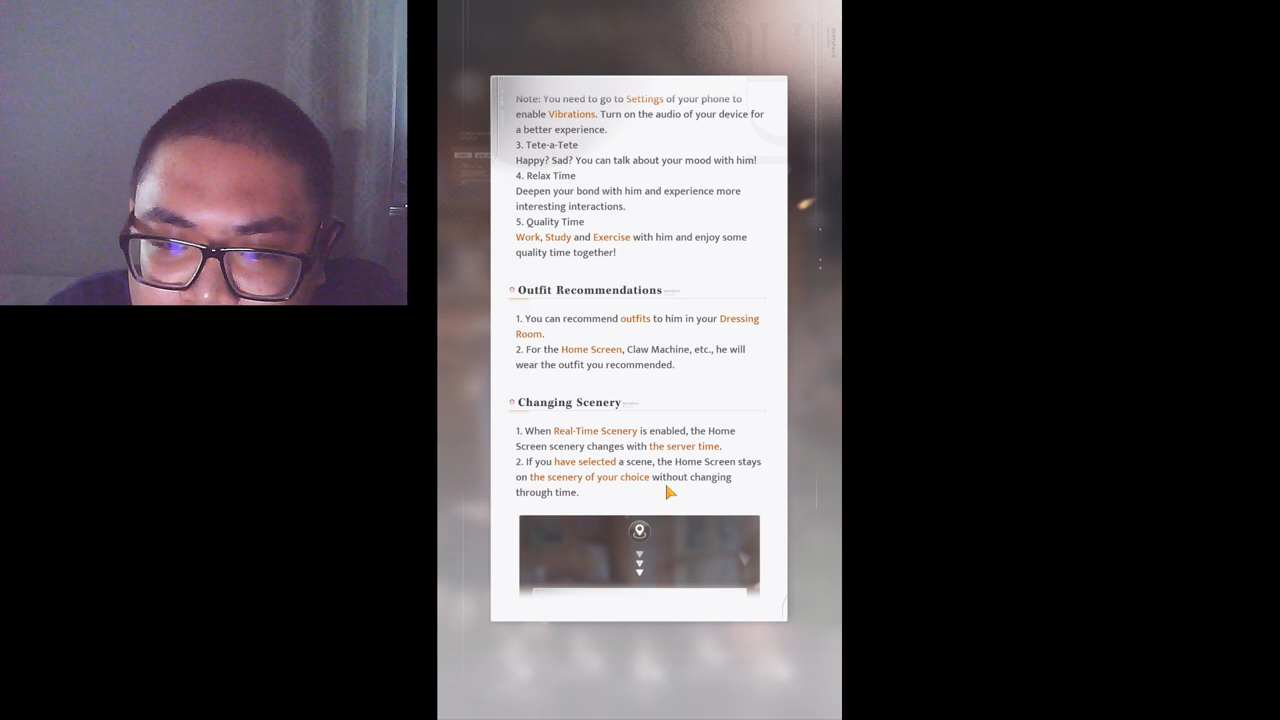 Note: You need to go to Settings of your phone to
enable Vibrations. Turn on the audio of your device for
a better experience.
3. Tete-a-Tete
Happy? Sad? You can talk about your mood with him!
4. Relax Time
Deepen your bond with him and experience more
interesting interactions.
5. Quality Time
Work, Study and Exercise with him and enjoy some
quality time together!
Outfit Recommendations
1. You can recommend outfits to him in your Dressing
Room.
2. For the Home Screen, Claw Machine, etc., he will
wear the outfit you recommended.
Changing Scenery
1. When Real-Time Scenery is enabled, the Home
Screen scenery changes with the server time.
2. If you have selected a scene, the Home Screen stays
on the scenery of your choice without changing
through time.